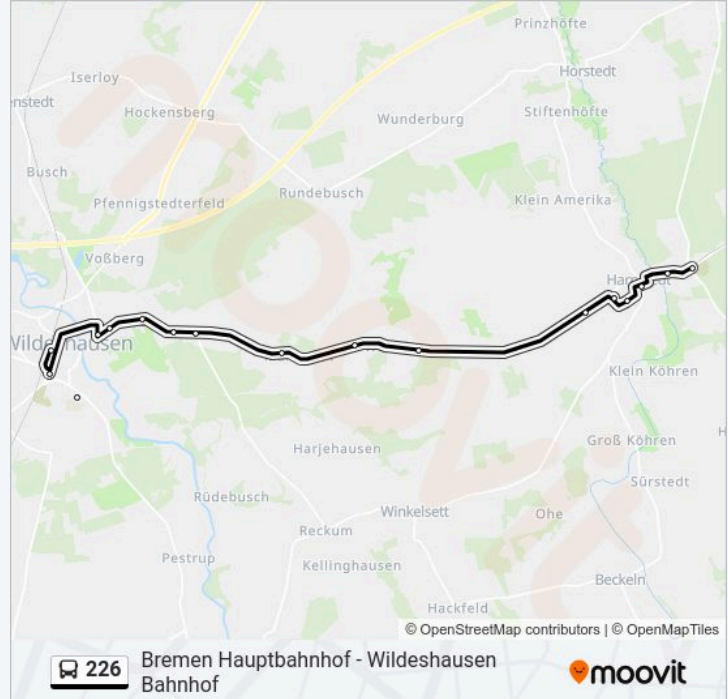 Prinzhöfte
Iserloy
Horstedt
enstedt
Hockensberg
Stiftenhöfte
Wunderburg
Busch
Rundebusch
Klein Amerika
Pfennigstedterfeld
Voßberg
Wildeshausen
Klein Köhren
Groß Köhren
Harjehausen
Sürstedt
Rüdebusch
Winkelsett
Ohe
Reckum
Pestrup
Kellinghausen
Beckeln
Hackfeld
© OpenStreetMap contributors | © OpenMapTiles
226
Bremen Hauptbahnhof - Wildeshausen
Bahnhof
moovit